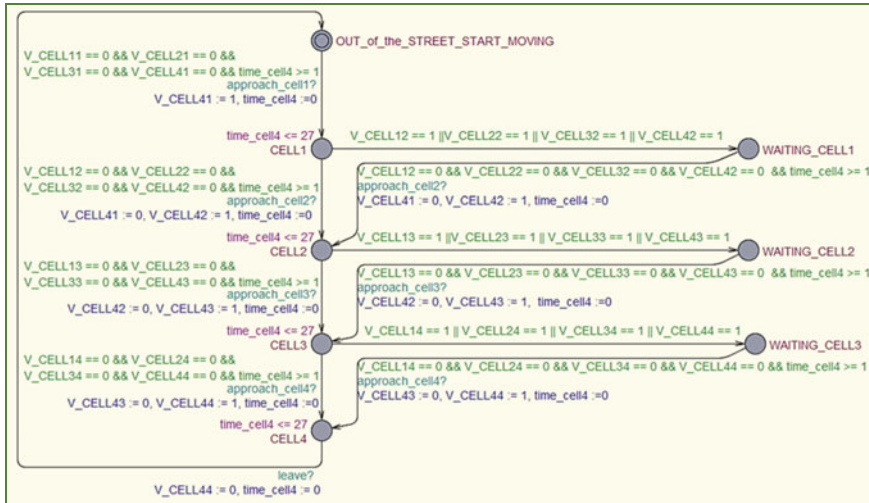 OUT_of_the_STREET_START_MOVING
V_CELL11 == 0 && V_CELL21 == 0 &&
V_CELL31 == 0 && V_CELL41 == 0 && time_cell4 >= 1
approach_cell1?
V_CELL41 := 1, time_cell4 :=0
time_cell4 <= 27
CELL1
V_CELL12 == 1 ||V_CELL22 == 1 || V_CELL32 == 1 || V_CELL42 == 1
WAITING_CELL1
V_CELL12 == 0 && V_CELL22 == 0 &&
V_CELL32 == 0 && V_CELL42 == 0 && time_cell4 >= 1
approach_cell2?
V_CELL41 := 0, V_CELL42 := 1, time_cell4 :=0
V_CELL12 == 0 && V_CELL22 == 0 && V_CELL32 == 0 && V_CELL42 == 0 && time_cell4 >= 1
approach_cell2?
V_CELL41 := 0, V_CELL42 := 1, time_cell4 :=0
time_cell4 <= 27
CELL2
V_CELL13 == 1 ||V_CELL23 == 1 || V_CELL33 == 1 || V_CELL43 == 1
WAITING_CELL2
V_CELL13 == 0 && V_CELL23 == 0 &&
V_CELL33 == 0 && V_CELL43 == 0 && time_cell4 >= 1
approach_cell3?
V_CELL42 := 0, V_CELL43 := 1, time_cell4 :=0
V_CELL13 == 0 && V_CELL23 == 0 && V_CELL33 == 0 && V_CELL43 == 0 && time_cell4 >= 1
approach_cell3?
V_CELL42 := 0, V_CELL43 := 1, time_cell4 :=0
time_cell4 <= 27
CELL3
V_CELL14 == 1 || V_CELL24 == 1 || V_CELL34 == 1 || V_CELL44 == 1
WAITING_CELL3
V_CELL14 == 0 && V_CELL24 == 0 &&
V_CELL34 == 0 && V_CELL44 == 0 && time_cell4 >= 1
approach_cell4?
V_CELL43 := 0, V_CELL44 := 1, time_cell4 :=0
V_CELL14 == 0 && V_CELL24 == 0 && V_CELL34 == 0 && V_CELL44 == 0 && time_cell4 >= 1
approach_cell4?
V_CELL43 := 0, V_CELL44 := 1, time_cell4 :=0
time_cell4 <= 27
CELL4
leave?
V_CELL44 := 0, time_cell4 := 0